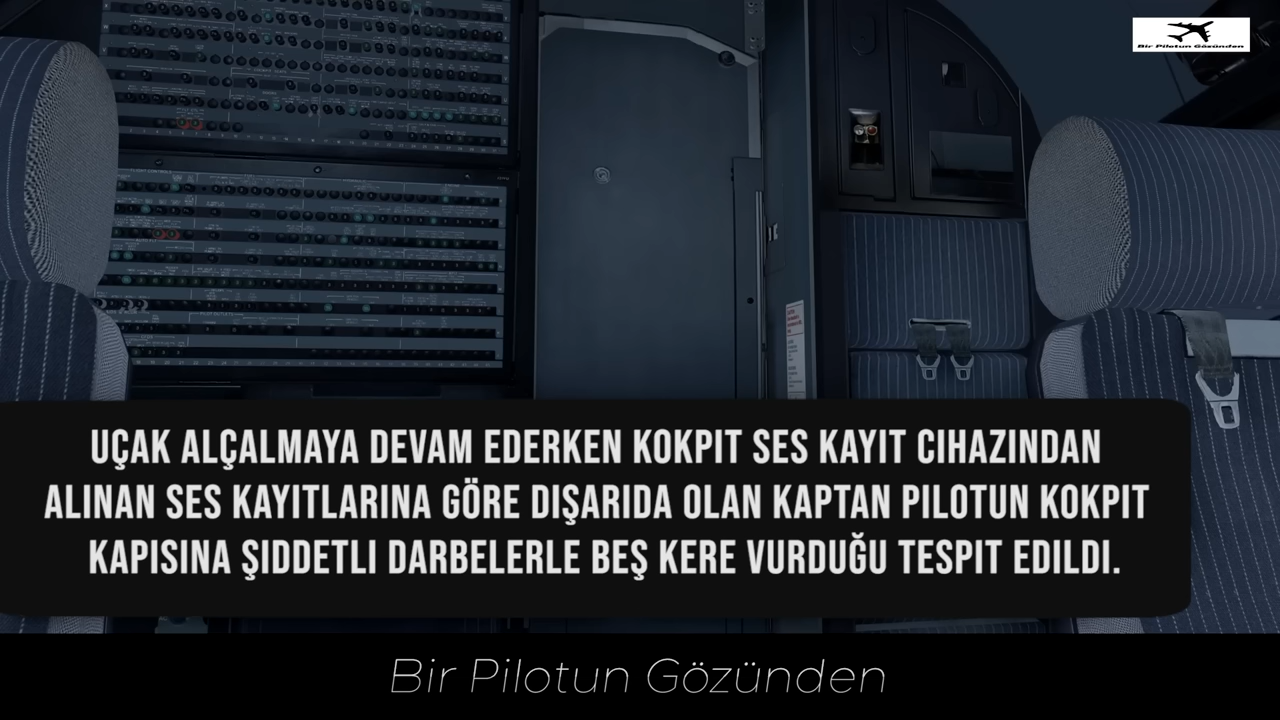 Bir Pilotun Gözünden
UÇAK ALÇALMAYA DEVAM EDERKEN KOKPIT SES KAYIT CIHAZINDAN
ALINAN SES KAYITLARINA GÖRE DIŞARIDA OLAN KAPTAN PILOTUN KOKPIT
KAPISINA ŞIDDETLI DARBELERLE BEŞ KERE VURDUĞU TESPIT EDILDI.
Bir Pilotun Gözünden